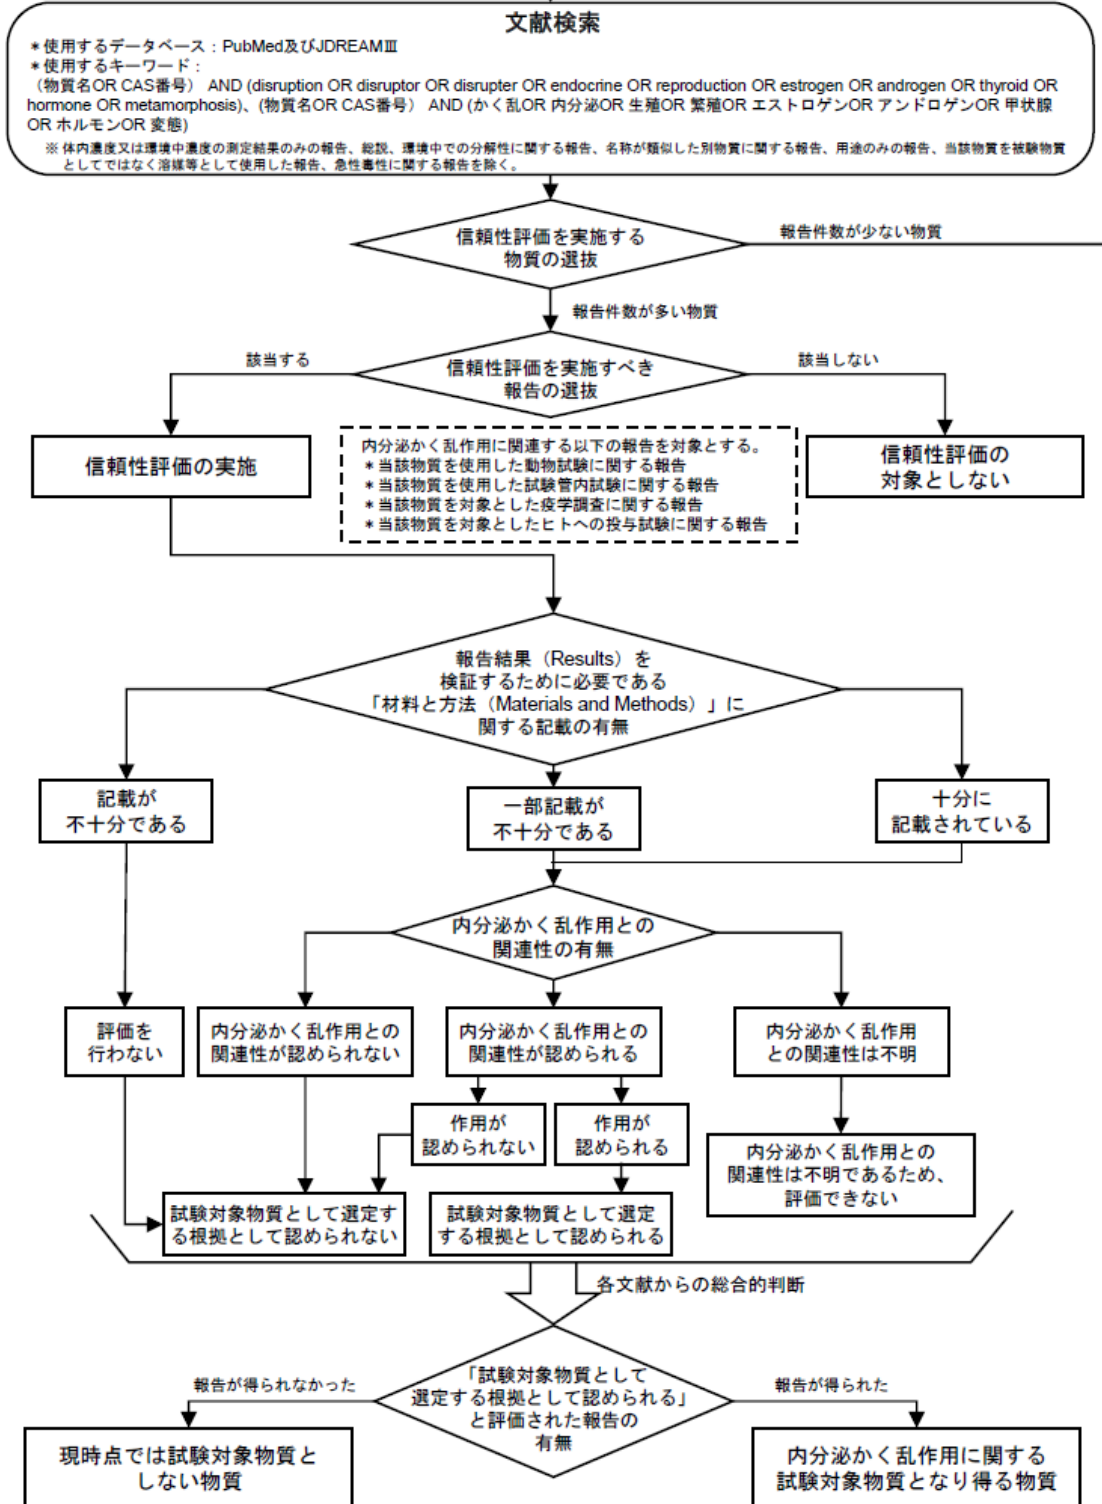 文献検索
＊使用するデータベース：PubMed及びJDREAMⅢ
＊使用するキーワード：
（物質名OR CAS番号） AND (disruption OR disruptor OR disrupter OR endocrine OR reproduction OR estrogen OR androgen OR thyroid OR
hormone OR metamorphosis)、(物質名OR CAS番号） AND (かく乱OR 内分泌OR 生殖OR 繁殖OR エストロゲンOR アンドロゲンOR 甲状腺
OR ホルモンOR 変態)
※ 体内濃度又は環境中濃度の測定結果のみの報告、総説、環境中での分解性に関する報告、名称が類似した別物質に関する報告、用途のみの報告、当該物質を被験物質
としてではなく溶媒等として使用した報告、急性毒性に関する報告を除く。
信頼性評価を実施する
物質の選抜
報告件数が少ない物質
報告件数が多い物質
該当する
信頼性評価を実施すべき
報告の選抜
該当しない
信頼性評価の実施
内分泌かく乱作用に関連する以下の報告を対象とする。
＊当該物質を使用した動物試験に関する報告
＊当該物質を使用した試験管内試験に関する報告
＊当該物質を対象とした疫学調査に関する報告
＊当該物質を対象としたヒトへの投与試験に関する報告
信頼性評価の
対象としない
報告結果（Results）を
検証するために必要である
「材料と方法（Materials and Methods）」に
関する記載の有無
記載が
不十分である
一部記載が
不十分である
十分に
記載されている
内分泌かく乱作用との
関連性の有無
評価を
行わない
内分泌かく乱作用との
関連性が認められない
内分泌かく乱作用との
関連性が認められる
内分泌かく乱作用
との関連性は不明
作用が
認められない
作用が
認められる
内分泌かく乱作用との
関連性は不明であるため、
評価できない
試験対象物質として選定す
る根拠として認められない
試験対象物質として選定
する根拠として認められる
各文献からの総合的判断
「試験対象物質として
選定する根拠として認められる」
と評価された報告の
有無
報告が得られなかった
報告が得られた
現時点では試験対象物質と
しない物質
内分泌かく乱作用に関する
試験対象物質となり得る物質